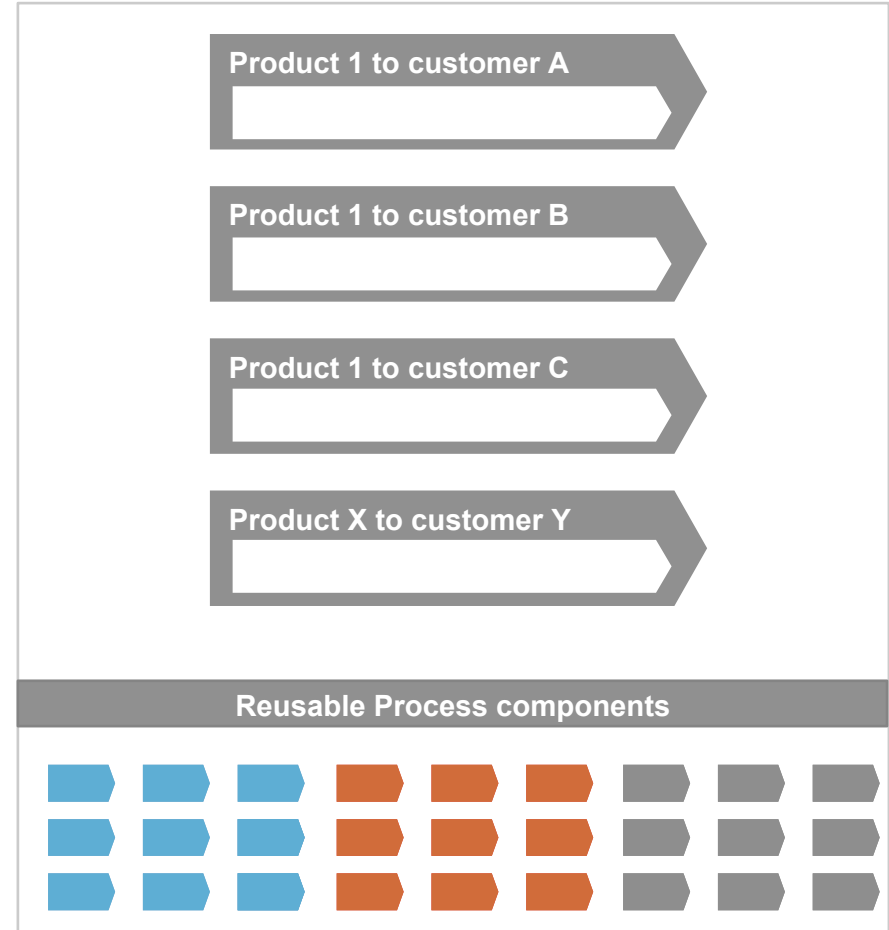 Product 1 to customer A
Product 1 to customer B
Product 1 to customer C
Product X to customer Y
Reusable Process components